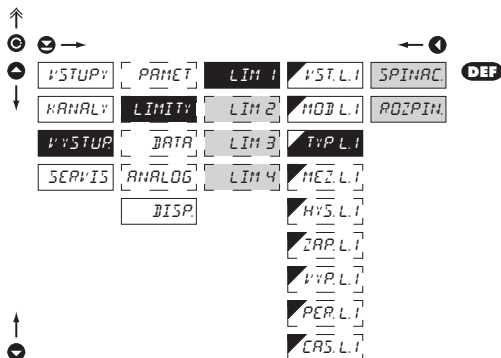 VSTUPY PAMET LIM 1 VST. L. 1 SPINAC. DEF
KANALY LIMITY LIM 2 MOD L. 1 ROZPIN.
VYSTUP. DATA LIM 3 TYP L. 1
SERVIS ANALOG LIM 4 MEZ. L. 1
DISP. HYS. L. 1
ZAP. L. 1
VYP. L. 1
PER. L. 1
CAS. L. 1